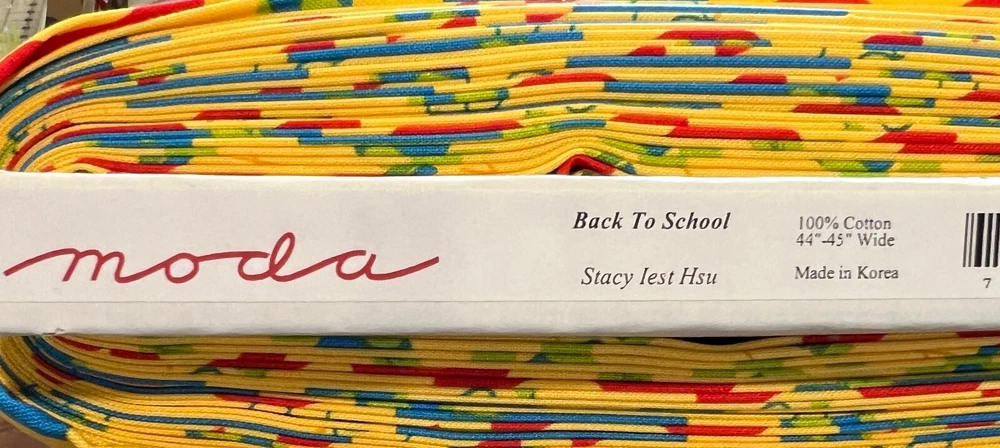 moda
Back To School
Stacy Iest Hsu
100% Cotton
44"-45" Wide
Made in Korea
7